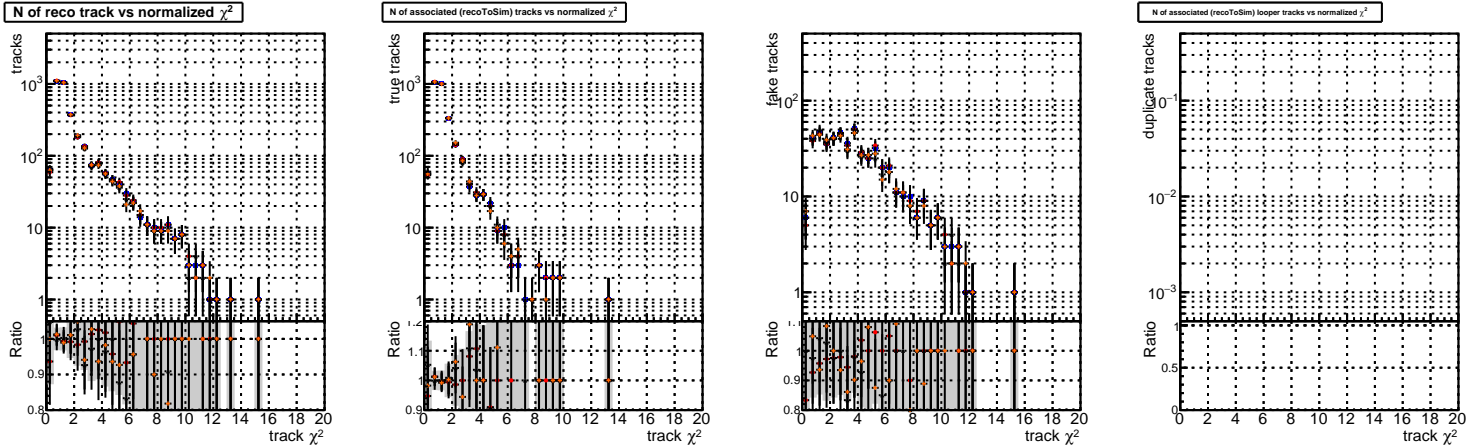 N of reco track vs normalized χ²
tracks
10³
10²
10
1
Ratio
1
0.9
0.8
0 2 4 6 8 10 12 14 16 18 20
track χ²
N of associated (recoToSim) tracks vs normalized χ²
true tracks
10³
10²
10
1
Ratio
1.2
1.1
1
0.9
0 2 4 6 8 10 12 14 16 18 20
track χ²
fake tracks
10²
10
1
Ratio
1.1
1
0.9
0.8
0 2 4 6 8 10 12 14 16 18 20
track χ²
N of associated (recoToSim) looper tracks vs normalized χ²
duplicate tracks
10⁻¹
10⁻²
10⁻³
Ratio
1
0.5
0
0 2 4 6 8 10 12 14 16 18 20
track χ²